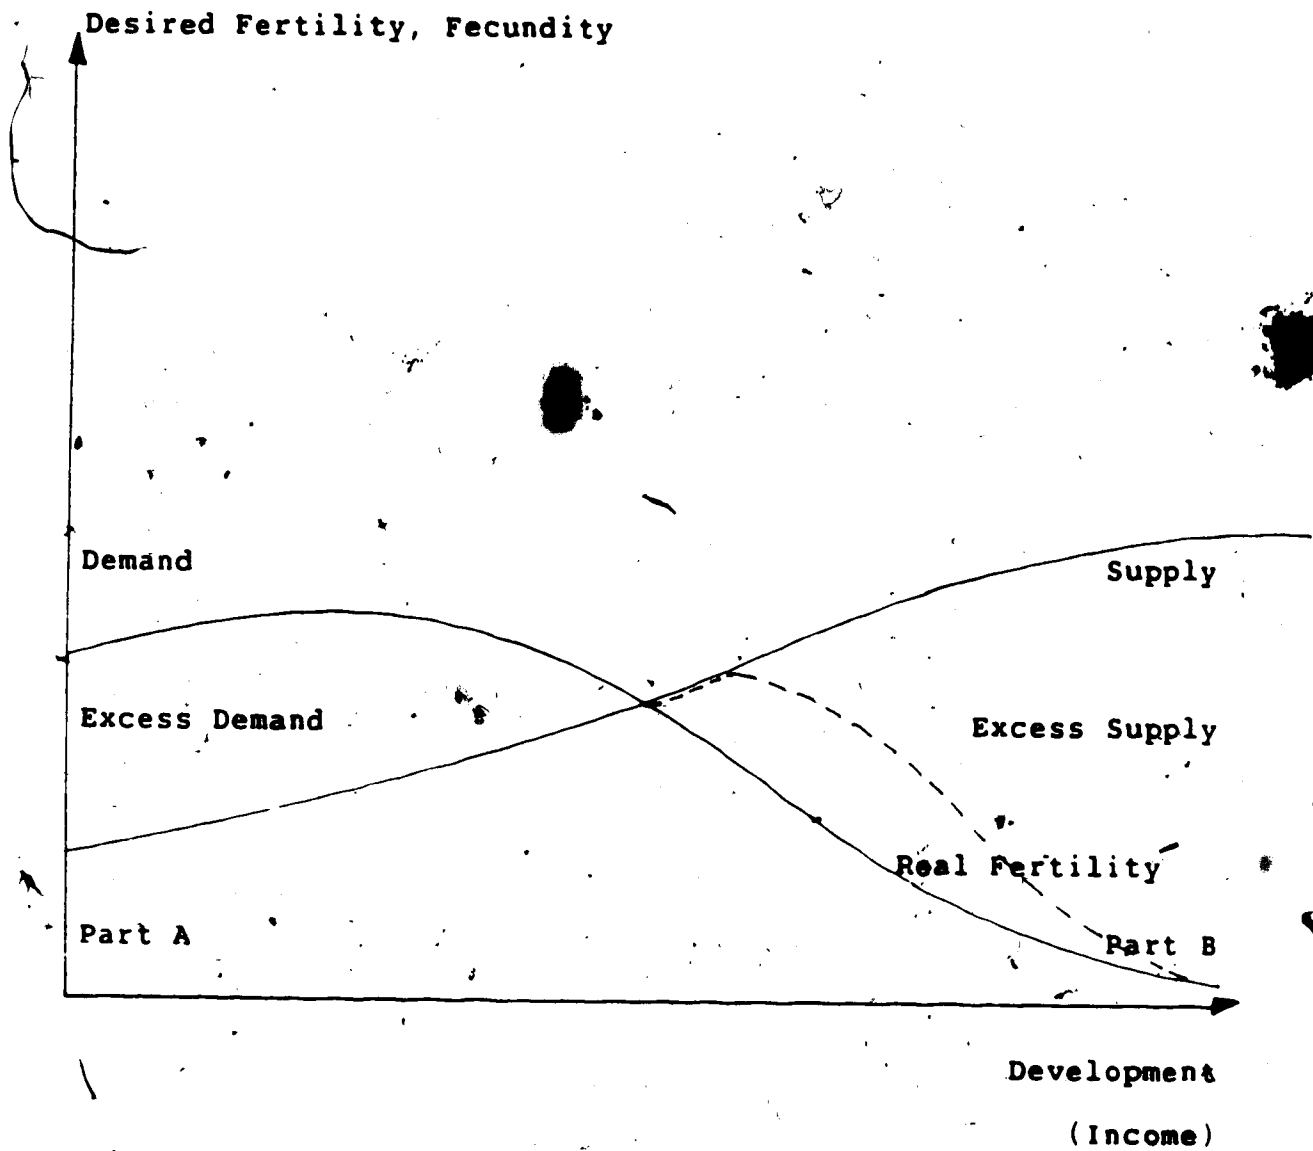 Desired Fertility, Fecundity
Demand
Supply
Excess Demand
Excess Supply
Real Fertility
Part A
Part B
Development
(Income)